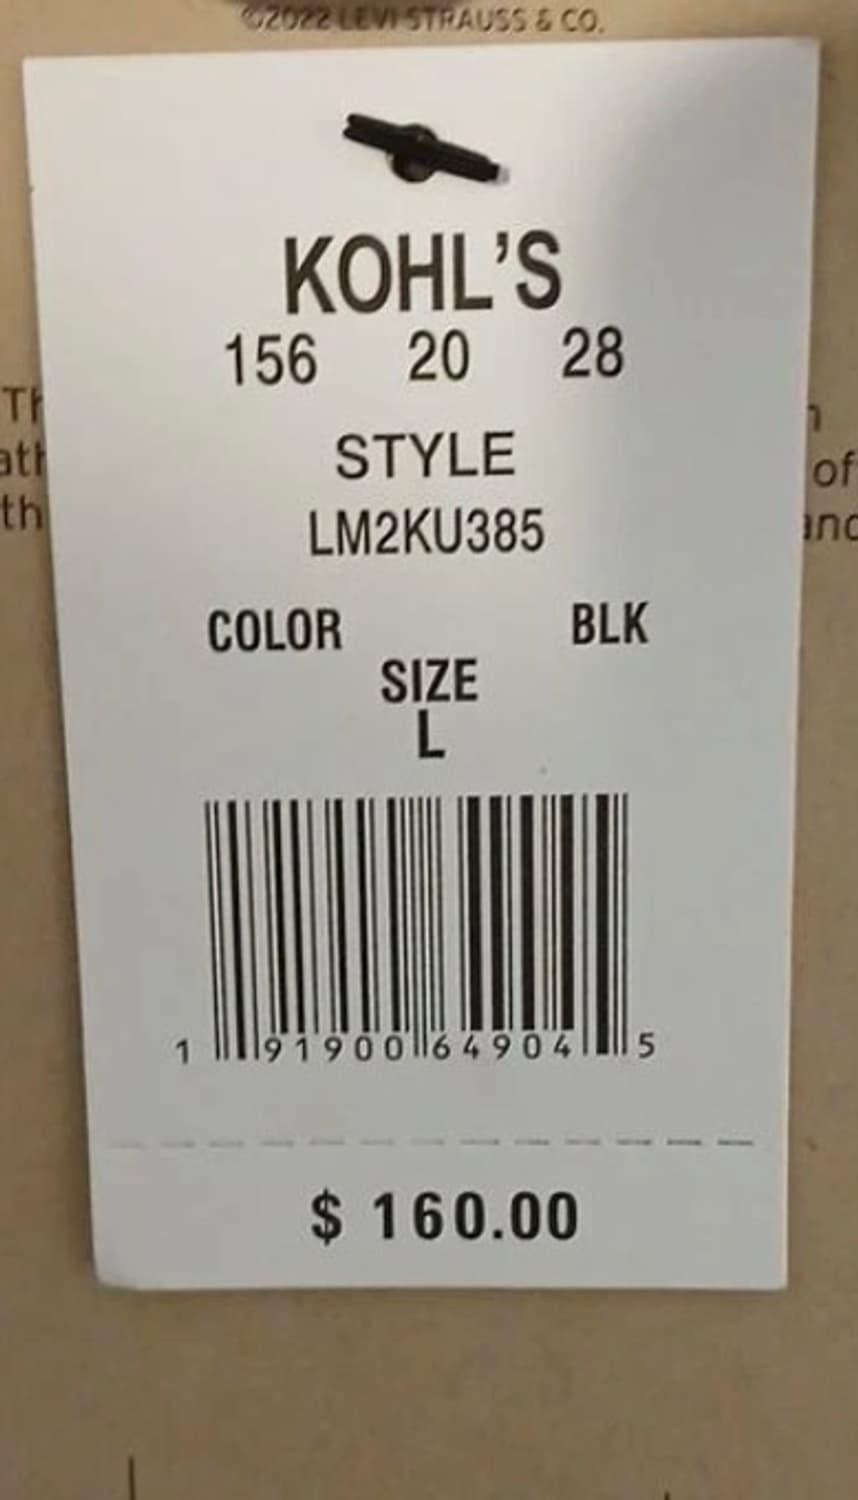 ©2022 LEVI STRAUSS & CO.
KOHL'S
156 20 28
STYLE
LM2KU385
COLOR BLK
SIZE
L
1 91900 64904 5
$ 160.00
of
th